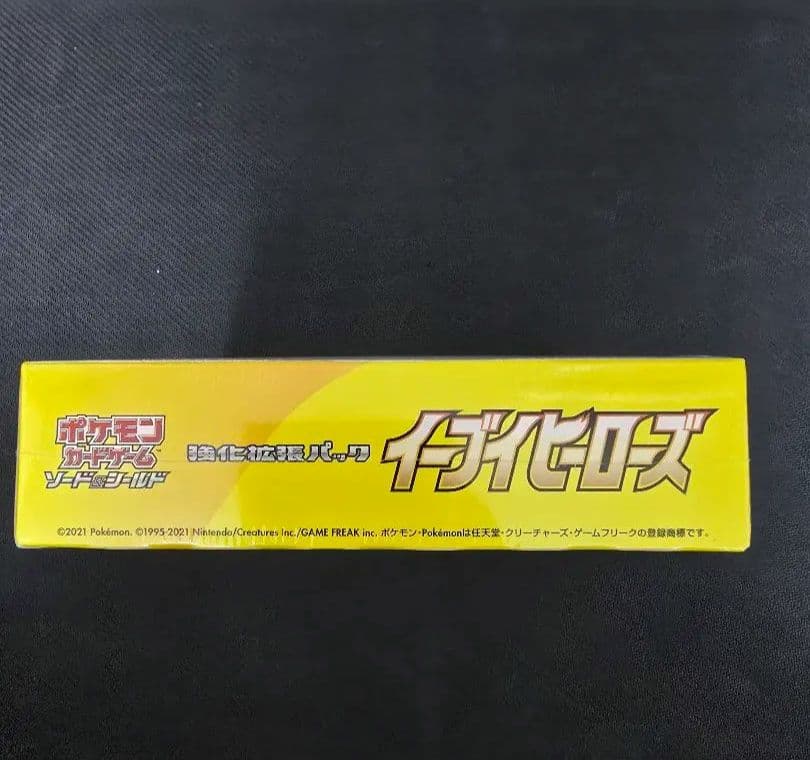 ポケモン
カードゲーム
ソード&シールド
強化拡張パック
イーブイヒーローズ
©2021 Pokémon. ©1995-2021 Nintendo/Creatures Inc./GAME FREAK inc. ポケモン・Pokémonは任天堂・クリーチャーズ・ゲームフリークの登録商標です。